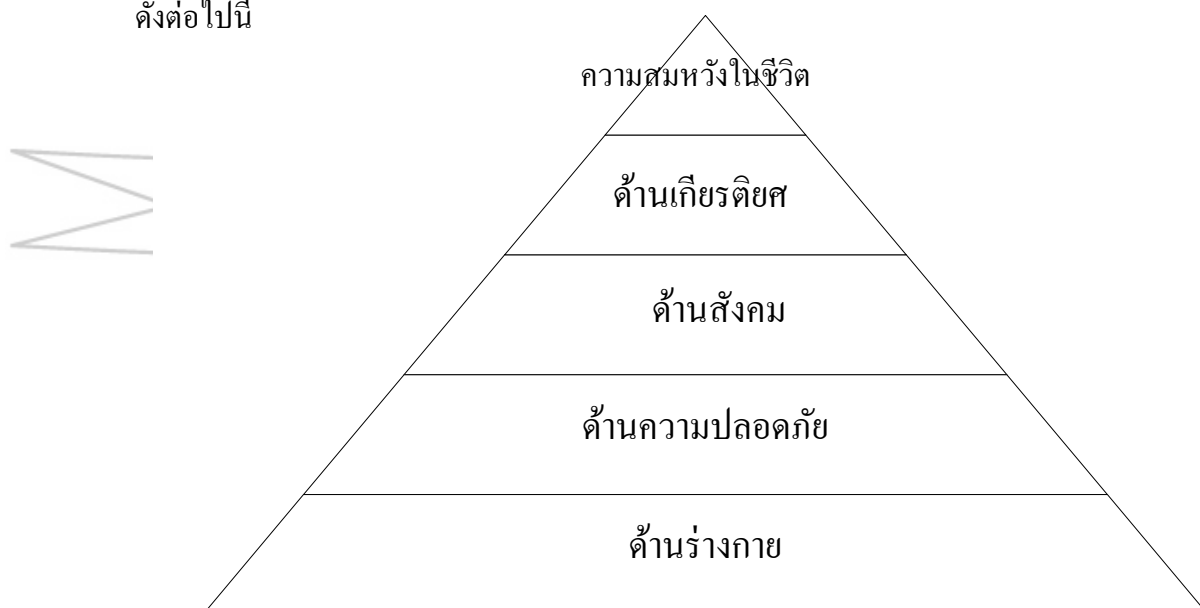 ดังต่อไปนี้
ความสมหวังในชีวิต
ด้านเกียรติยศ
ด้านสังคม
ด้านความปลอดภัย
ด้านร่างกาย